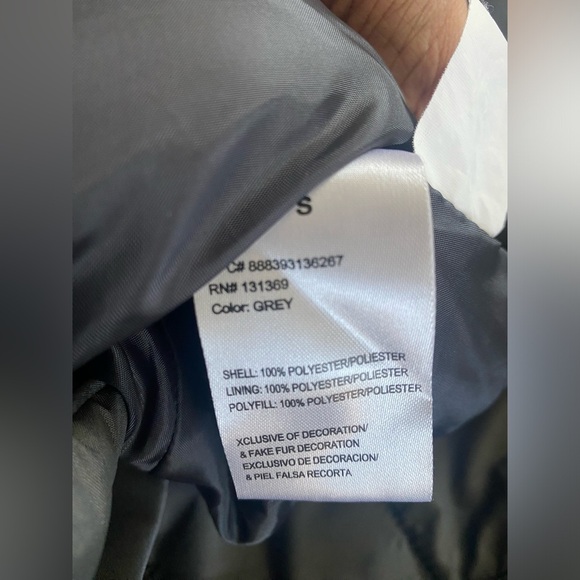 S
C# 888393136267
RN# 131369
Color: GREY
SHELL: 100% POLYESTER/POLIESTER
LINING: 100% POLYESTER/POLIESTER
POLYFILL: 100% POLYESTER/POLIESTER
XCLUSIVE OF DECORATION/
& FAKE FUR DECORATION
EXCLUSIVO DE DECORACION/
& PIEL FALSA RECORTA